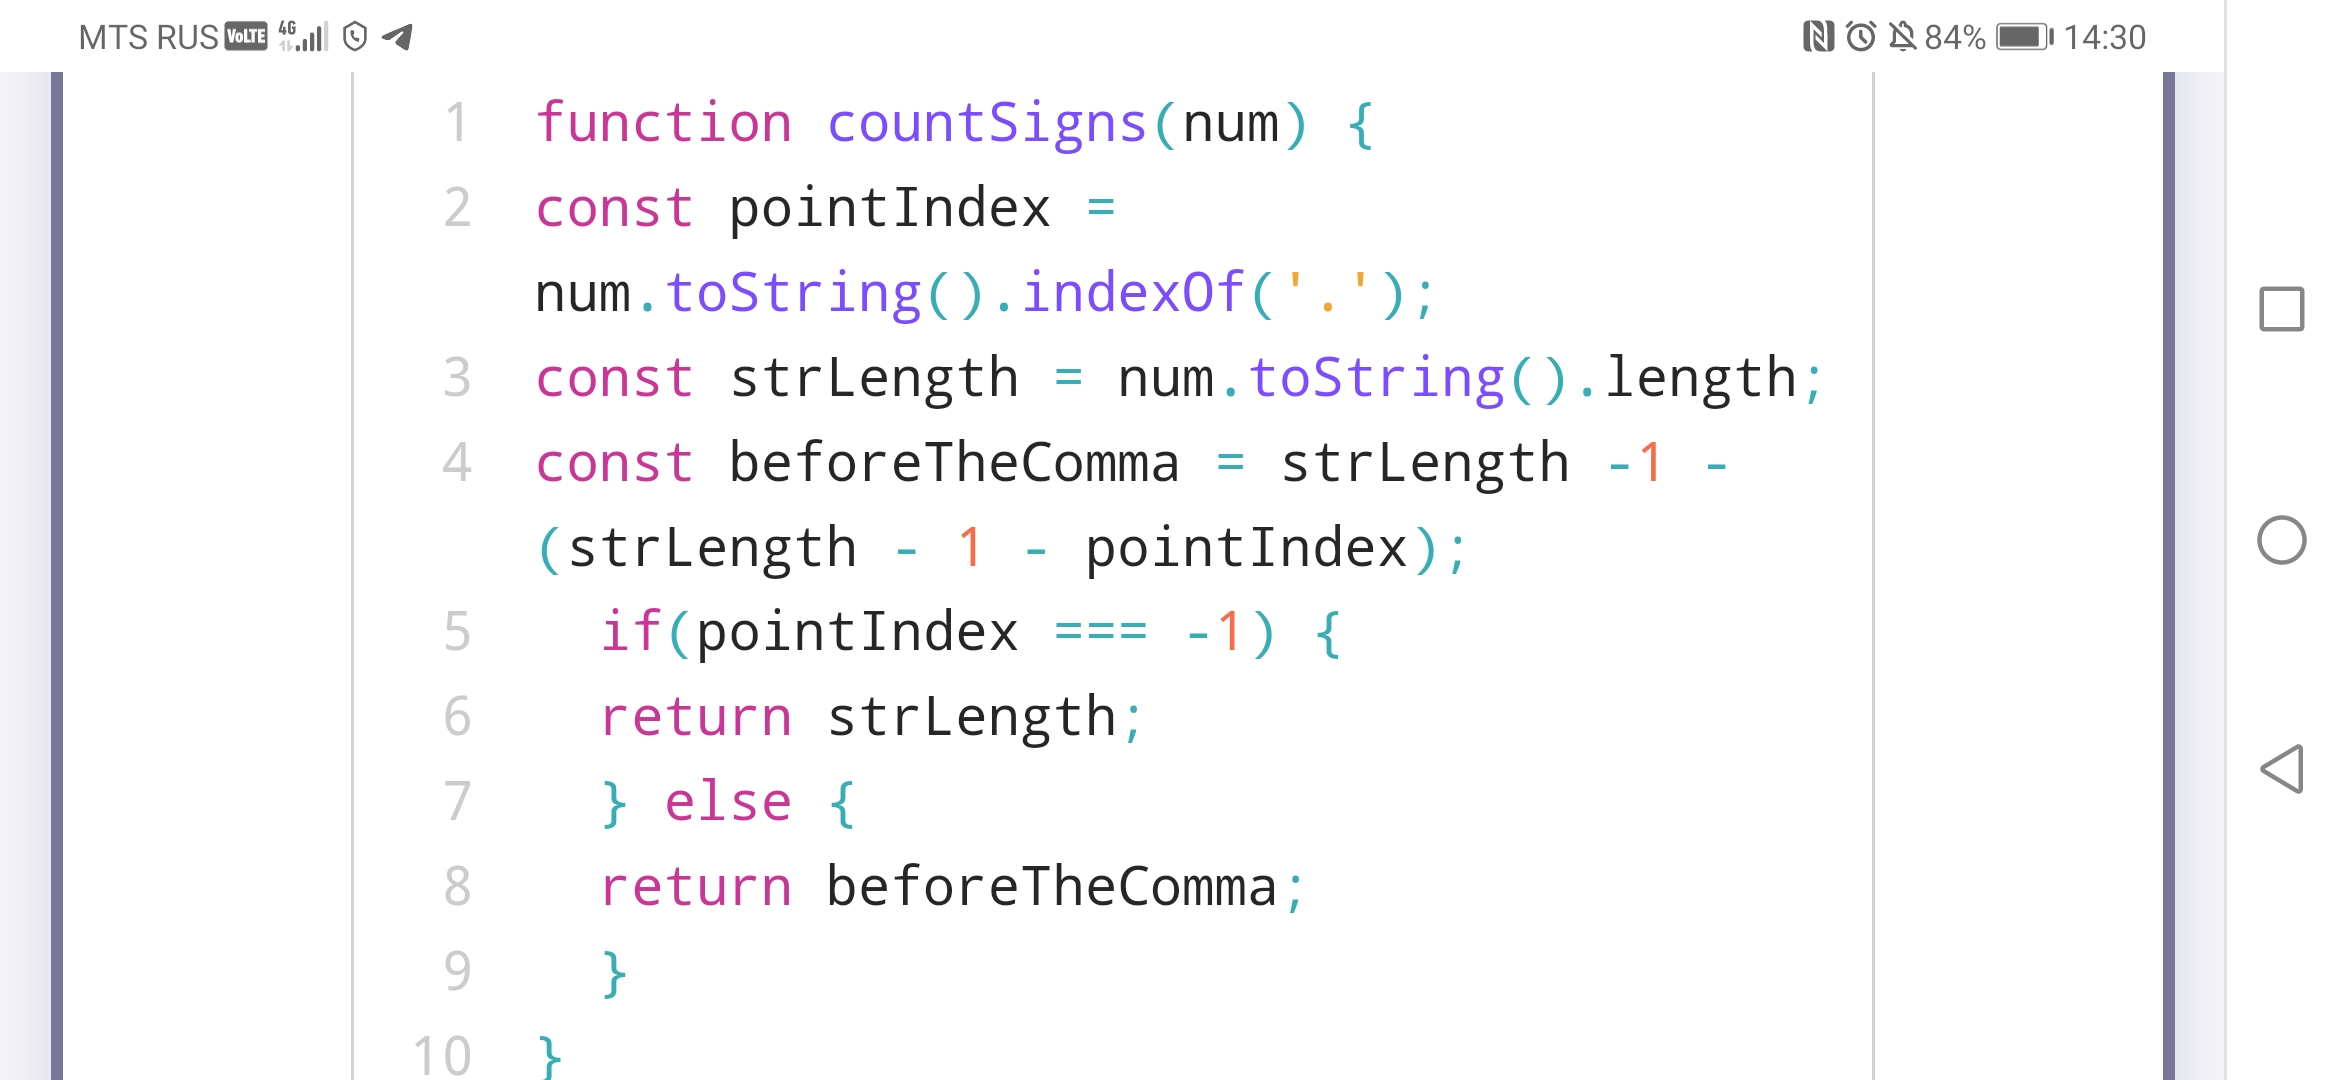 MTS RUS VoLTE 4G 84% 14:30
1 function countSigns(num) {
2 const pointIndex =
num.toString().indexOf('.');
3 const strLength = num.toString().length;
4 const beforeTheComma = strLength -1 -
(strLength - 1 - pointIndex);
5 if(pointIndex === -1) {
6 return strLength;
7 } else {
8 return beforeTheComma;
9 }
10 }